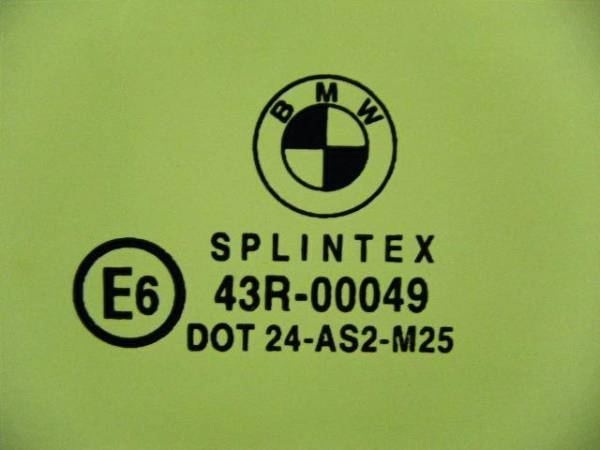 BMW
SPLINTEX
E6
43R-00049
DOT 24-AS2-M25